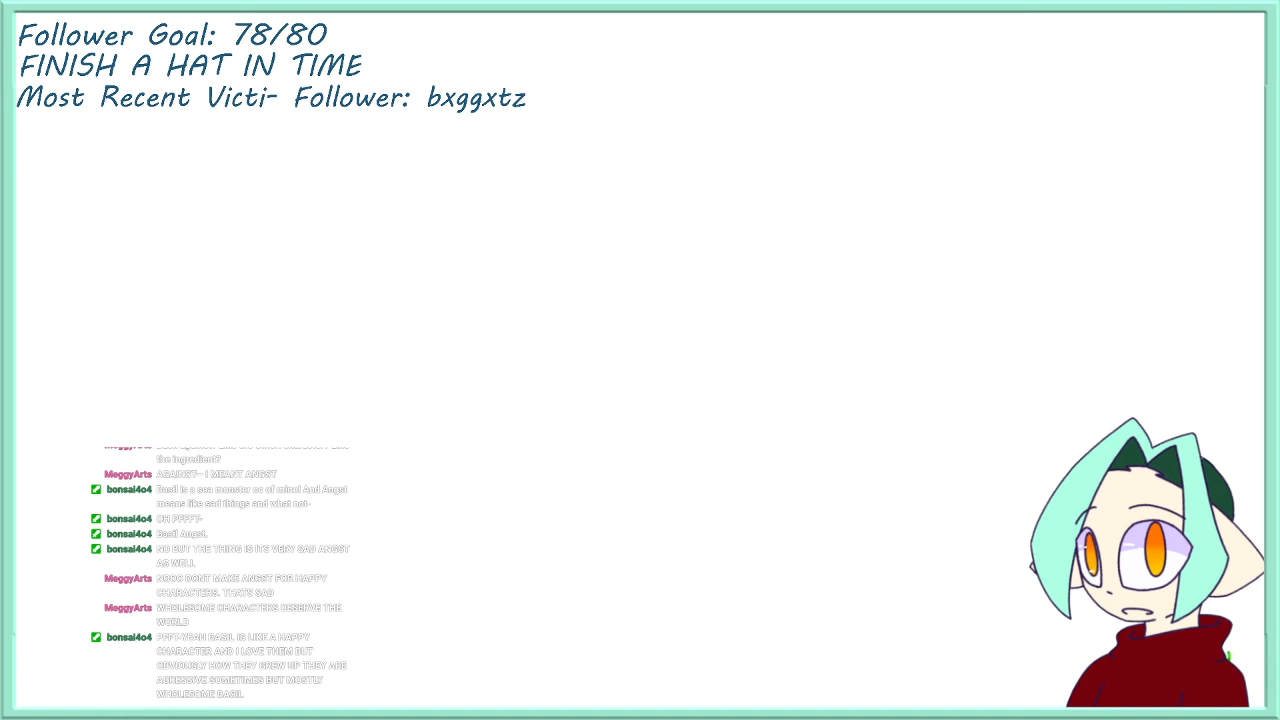 Follower Goal: 78/80
FINISH A HAT IN TIME
Most Recent Victi- Follower: bxggxtz
the ingredient?
MeggyArts AGAINST-- I MEANT ANGST
bonsai4o4 Basil is a sea monster oc of mine! And Angst
means like sad things and what not-
bonsai4o4 OH PFFFT-
bonsai4o4 Basil Angst.
bonsai4o4 NO BUT THE THING IS ITS VERY SAD ANGST
AS WELL
MeggyArts NOOO DONT MAKE ANGST FOR HAPPY
CHARACTERS. THATS SAD
MeggyArts WHOLESOME CHARACTERS DESERVE THE
WORLD
bonsai4o4 PFFT-YEAH BASIL IS LIKE A HAPPY
CHARACTER AND I LOVE THEM BUT
OBVIOUSLY HOW THEY GREW UP THEY ARE
AGRESSIVE SOMETIMES BUT MOSTLY
WHOLESOME BASIL